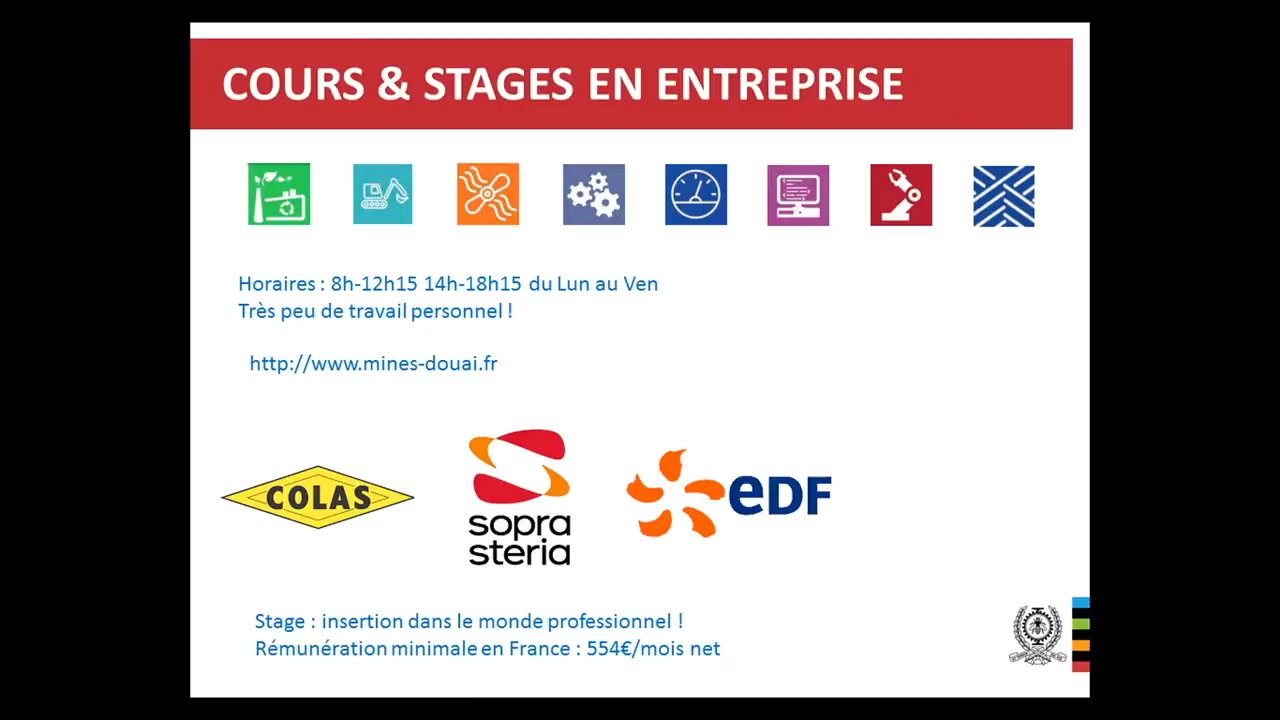 COURS & STAGES EN ENTREPRISE
Horaires : 8h-12h15 14h-18h15 du Lun au Ven
Très peu de travail personnel !
http://www.mines-douai.fr
COLAS
sopra
steria
eDF
Stage : insertion dans le monde professionnel !
Rémunération minimale en France : 554€/mois net